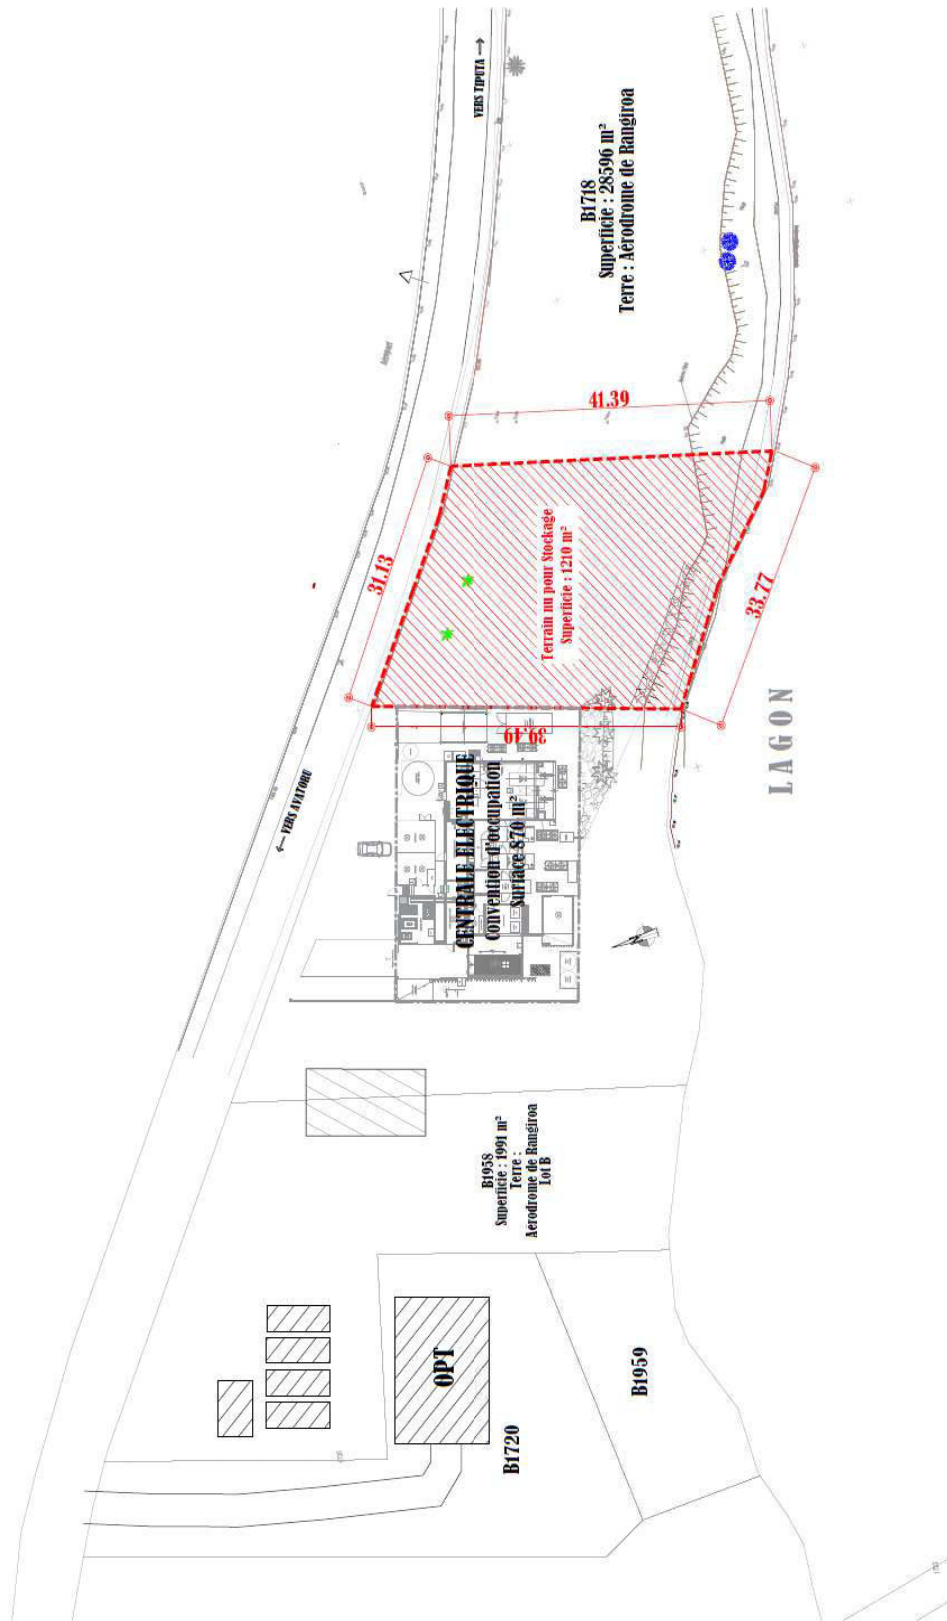 VERS TIPUTA →
B1718
Superficie : 28596 m²
Terre : Aérodrome de Rangiroa
41.39
31.13
Terrain nu pour Stockage
Superficie : 1210 m²
33.77
39.49
LAGON
← VERS AVATORU
CENTRALE ELECTRIQUE
Convention d'occupation
Surface 870 m²
B1958
Superficie : 1991 m²
Terre :
Aérodrome de Rangiroa
Lot B
OPT
B1959
B1720